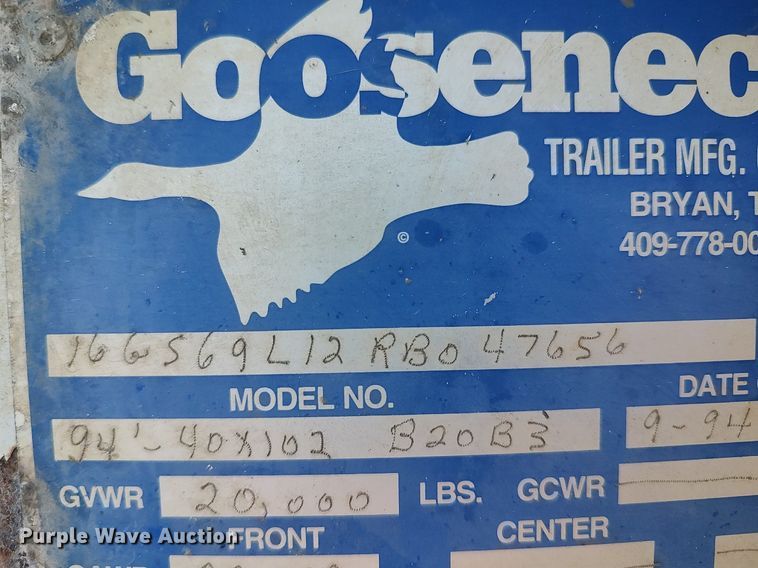 Goosenec
TRAILER MFG.
BRYAN, T
409-778-00
16GS69L12RB047656
MODEL NO. DATE
94'-40X102 B20B3' 9-94
GVWR 20,000 LBS. GCWR
FRONT CENTER
Purple Wave Auction